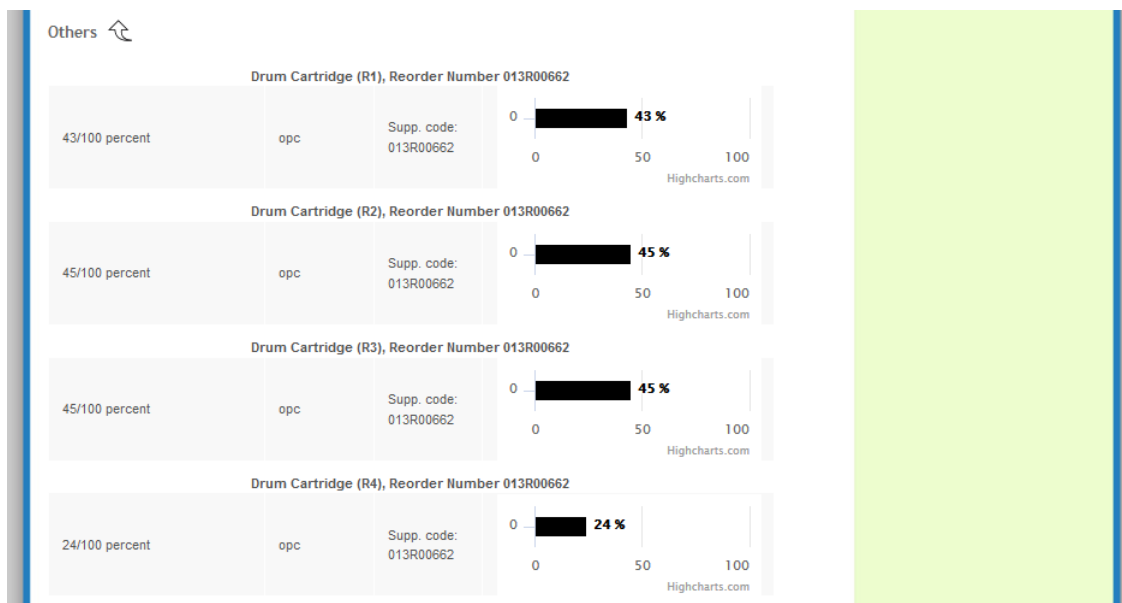 Others
Drum Cartridge (R1), Reorder Number 013R00662
43/100 percent
opc
Supp. code:
013R00662
0
43 %
0 50 100
Highcharts.com
Drum Cartridge (R2), Reorder Number 013R00662
45/100 percent
opc
Supp. code:
013R00662
0
45 %
0 50 100
Highcharts.com
Drum Cartridge (R3), Reorder Number 013R00662
45/100 percent
opc
Supp. code:
013R00662
0
45 %
0 50 100
Highcharts.com
Drum Cartridge (R4), Reorder Number 013R00662
24/100 percent
opc
Supp. code:
013R00662
0
24 %
0 50 100
Highcharts.com